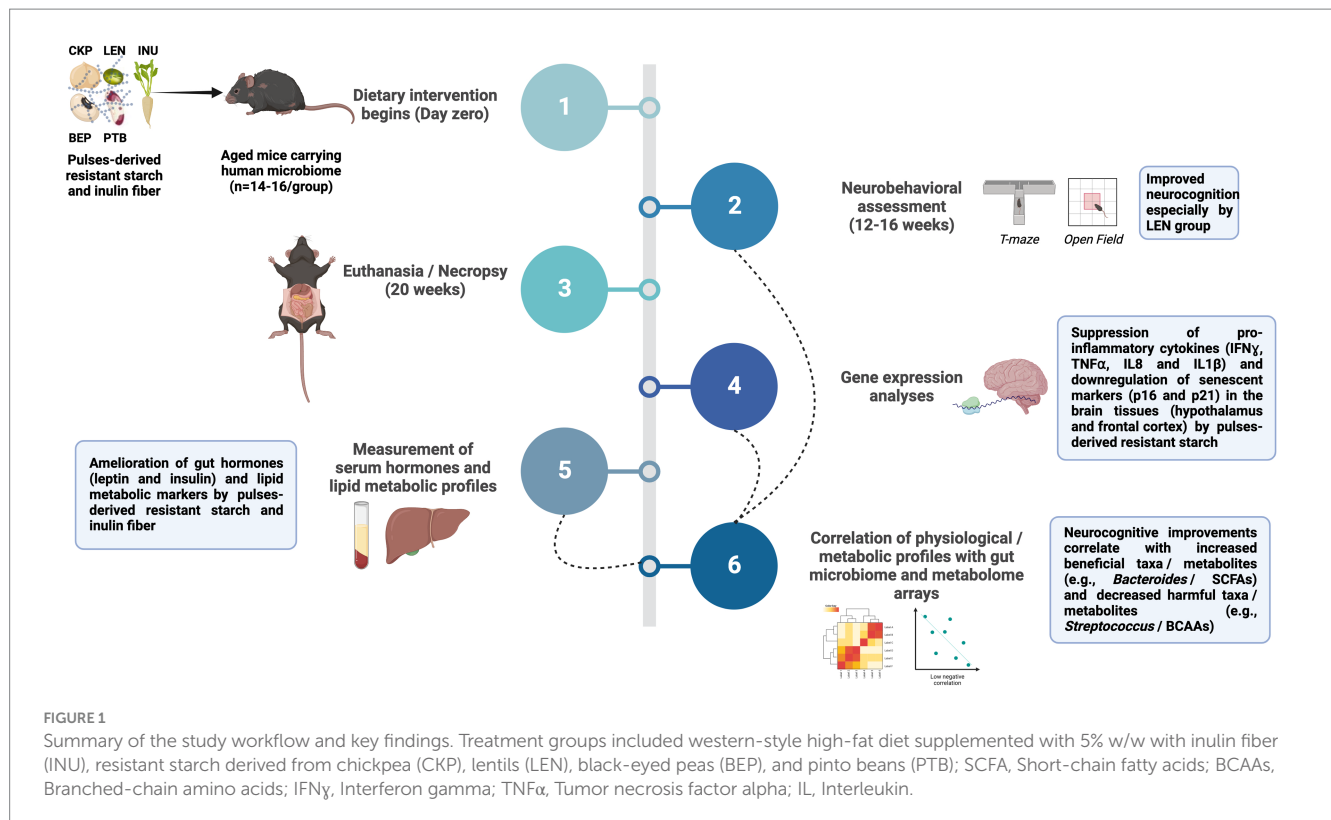 CKP LEN INU
BEP PTB
Pulses-derived
resistant starch
and inulin fiber
Aged mice carrying
human microbiome
(n=14-16/group)
Dietary intervention
begins (Day zero)
1
2
Neurobehavioral
assessment
(12-16 weeks)
T-maze
Open Field
Improved
neurocognition
especially by
LEN group
Euthanasia / Necropsy
(20 weeks)
3
4
Gene expression
analyses
Suppression of pro-
inflammatory cytokines (IFNɣ,
TNFα, IL8 and IL1β) and
downregulation of senescent
markers (p16 and p21) in the
brain tissues (hypothalamus
and frontal cortex) by pulses-
derived resistant starch
Amelioration of gut hormones
(leptin and insulin) and lipid
metabolic markers by pulses-
derived resistant starch and
inulin fiber
Measurement of
serum hormones and
lipid metabolic profiles
5
6
Correlation of physiological /
metabolic profiles with gut
microbiome and metabolome
arrays
Low negative
correlation
Neurocognitive improvements
correlate with increased
beneficial taxa / metabolites
(e.g., Bacteroides / SCFAs)
and decreased harmful taxa /
metabolites (e.g.,
Streptococcus / BCAAs)
FIGURE 1
Summary of the study workflow and key findings. Treatment groups included western-style high-fat diet supplemented with 5% w/w with inulin fiber
(INU), resistant starch derived from chickpea (CKP), lentils (LEN), black-eyed peas (BEP), and pinto beans (PTB); SCFA, Short-chain fatty acids; BCAAs,
Branched-chain amino acids; IFNɣ, Interferon gamma; TNFα, Tumor necrosis factor alpha; IL, Interleukin.